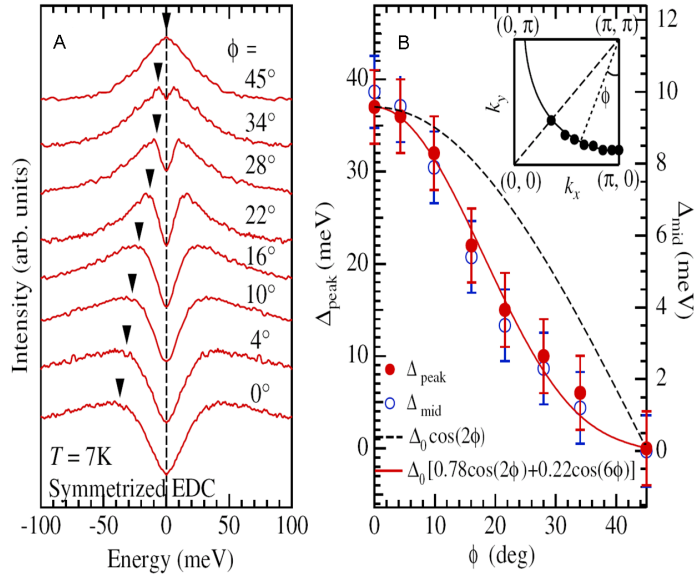 A
ϕ =
45°
34°
28°
22°
16°
10°
4°
0°
T = 7K
Symmetrized EDC
Intensity (arb. units)
-100 -50 0 50 100
Energy (meV)
B
(0, π) (π, π)
k_y
ϕ
(0, 0) k_x (π, 0)
40
30
20
10
0
Δ_peak (meV)
12
10
8
6
4
2
0
Δ_mid (meV)
Δ_peak
Δ_mid
Δ₀cos(2ϕ)
Δ₀[0.78cos(2ϕ)+0.22cos(6ϕ)]
0 10 20 30 40
ϕ (deg)